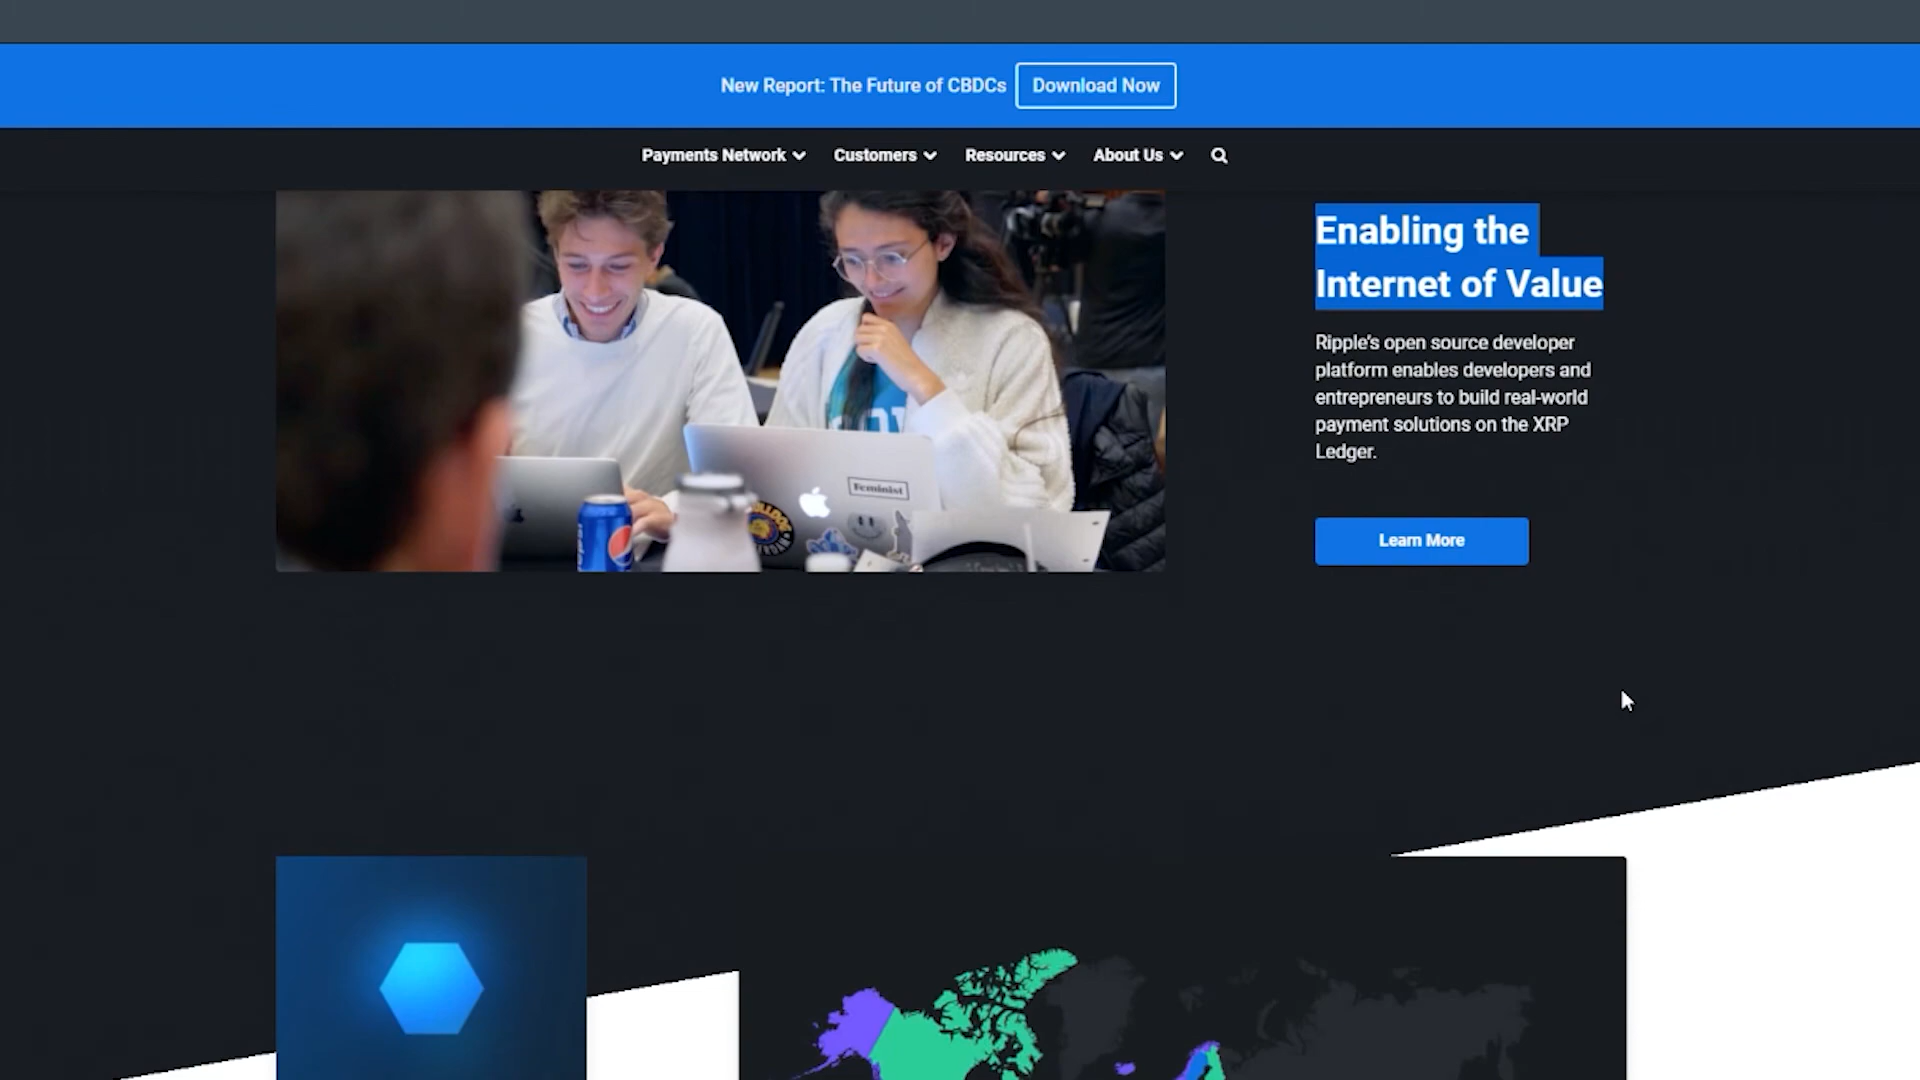 New Report: The Future of CBDCs Download Now
Payments Network Customers Resources About Us
Enabling the
Internet of Value
Ripple's open source developer
platform enables developers and
entrepreneurs to build real-world
payment solutions on the XRP
Ledger.
Feminist
Learn More